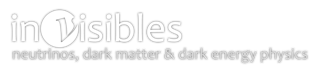 inνisibles
neutrinos, dark matter & dark energy physics